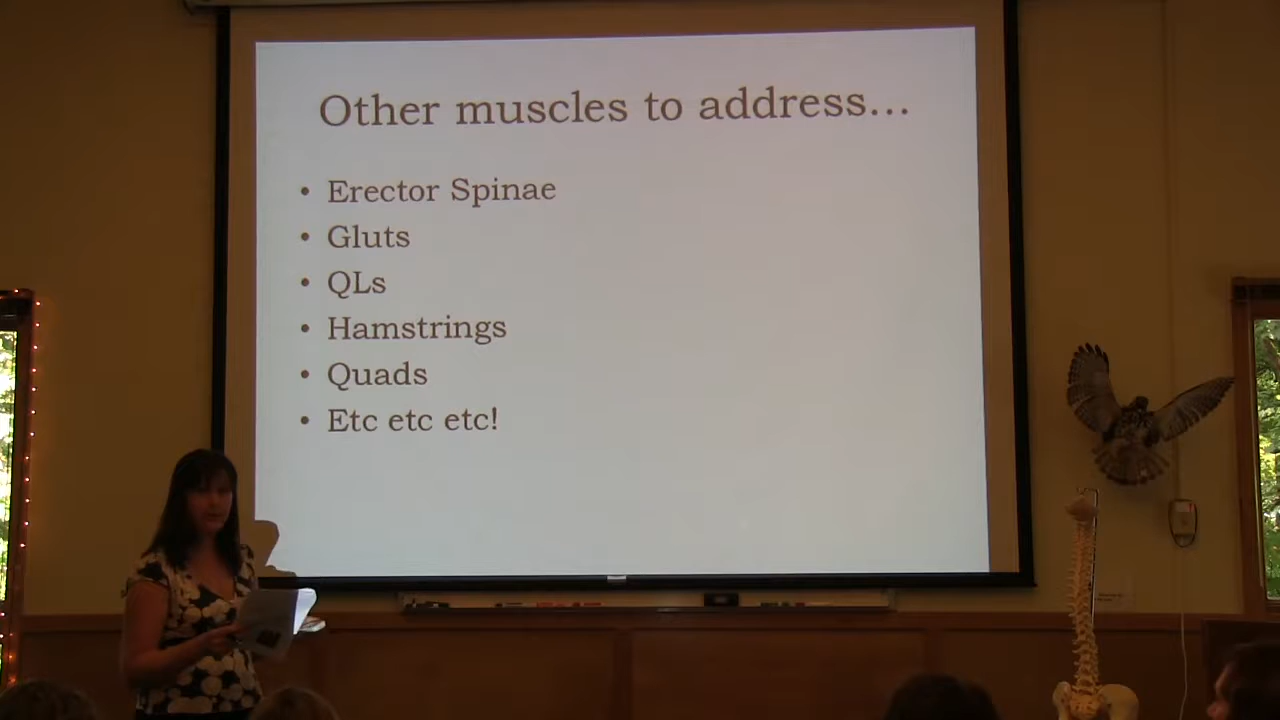 Other muscles to address...
• Erector Spinae
• Gluts
• QLs
• Hamstrings
• Quads
• Etc etc etc!